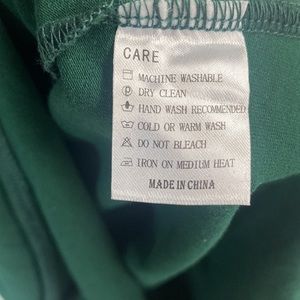 CARE
MACHINE WASHABLE
DRY CLEAN
HAND WASH RECOMMENDED
COLD OR WARM WASH
DO NOT BLEACH
IRON ON MEDIUM HEAT
MADE IN CHINA